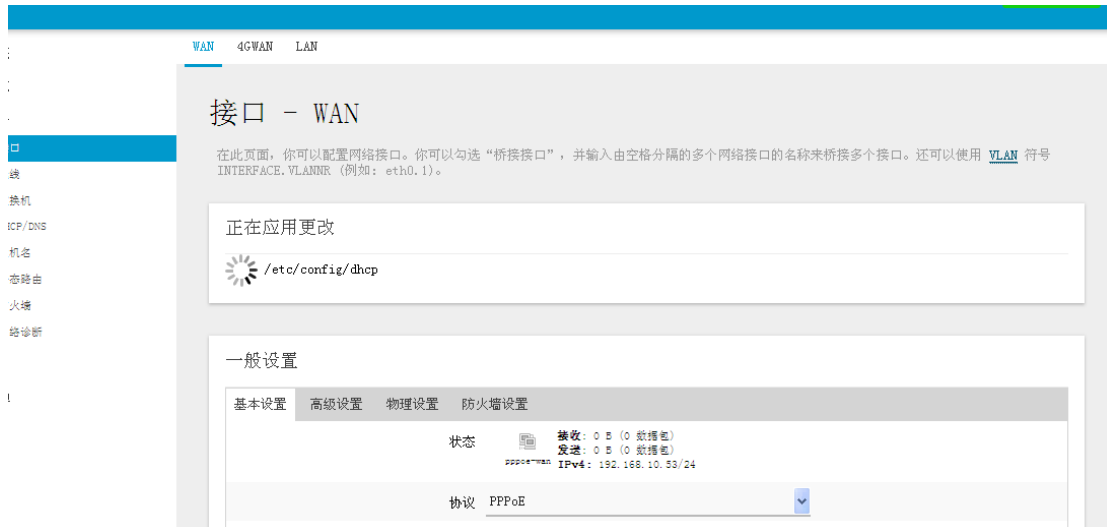 WAN 4GWAN LAN
口
接口 - WAN
在此页面，你可以配置网络接口。你可以勾选“桥接接口”，并输入由空格分隔的多个网络接口的名称来桥接多个接口。还可以使用 VLAN 符号
INTERFACE.VLANNR (例如: eth0.1)。
线
换机
HCP/DNS
机名
态路由
火墙
络诊断
正在应用更改
/etc/config/dhcp
一般设置
基本设置 高级设置 物理设置 防火墙设置
状态
pppoe-wan
接收: 0 B (0 数据包)
发送: 0 B (0 数据包)
IPv4: 192.168.10.53/24
协议 PPPoE